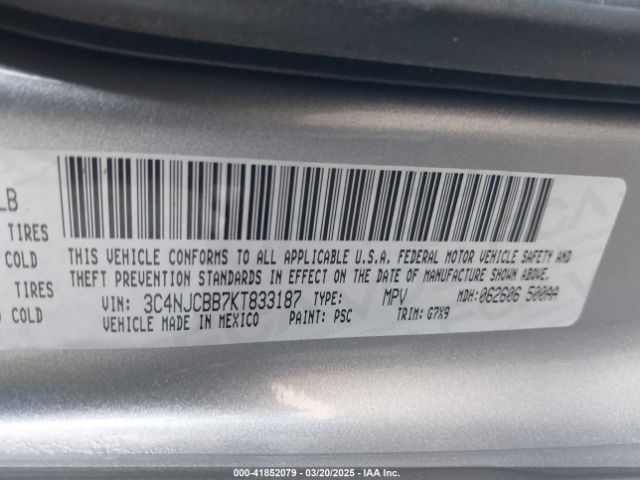 LB
TIRES
COLD
TIRES
COLD
THIS VEHICLE CONFORMS TO ALL APPLICABLE U.S.A. FEDERAL MOTOR VEHICLE SAFETY AND
THEFT PREVENTION STANDARDS IN EFFECT ON THE DATE OF MANUFACTURE SHOWN ABOVE.
VIN: 3C4NJCBB7KT833187 TYPE: MPV MDH:062606 500AA
VEHICLE MADE IN MEXICO PAINT: PSC TRIM: G7X9
000-41852079 - 03/20/2025 - IAA Inc.